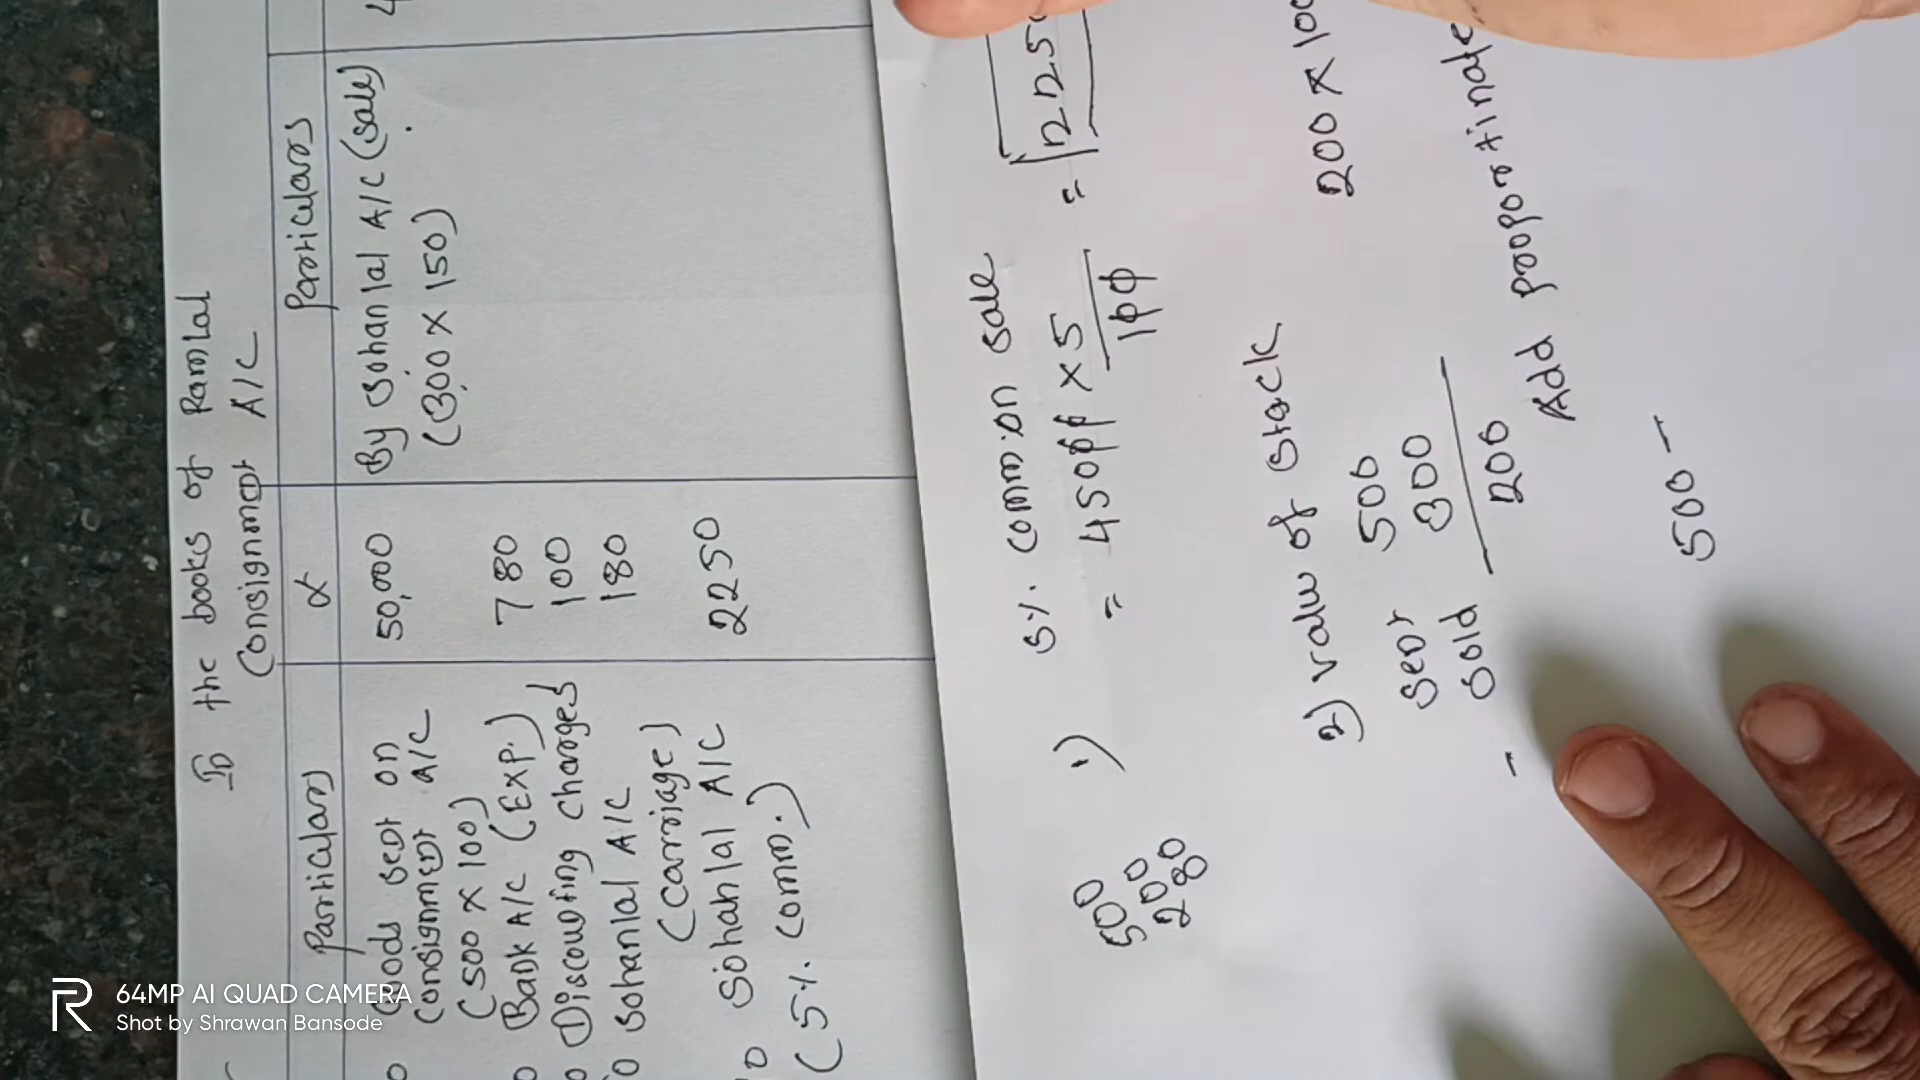 In the books of Ramlal
Consignment A/C
Particulars
Goods sent on
Consignment A/C
(500 x 100)
Bank A/C (Exp.)
Discounting charges
Sohanlal A/C
(Carriage)
Sohanlal A/C
(5%. Comm.)
50,000
780
100
180
2250
Particulars
By Sohanlal A/C (Sale)
(300 x 150)
500
200
280
1) 5%. comm. on sale
= 45000 x 5
100
= 2250
2) Value of stock
Sent 500
- Sold 300
200
200 x 100
Add proportinate
500 -
64MP AI QUAD CAMERA
Shot by Shrawan Bansode